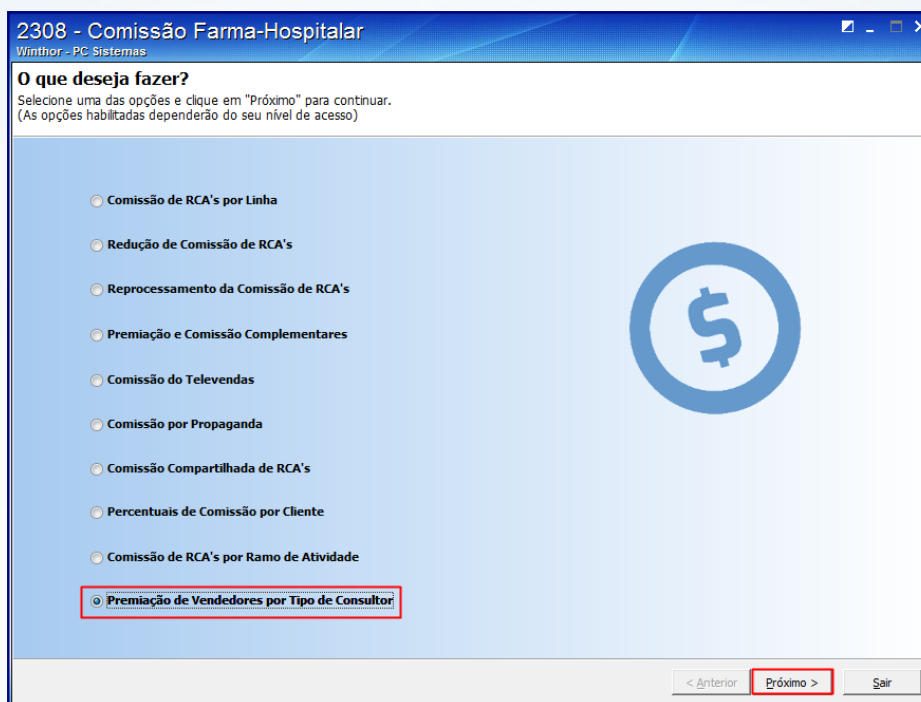 2308 - Comissão Farma-Hospitalar
Winthor - PC Sistemas
O que deseja fazer?
Selecione uma das opções e clique em "Próximo" para continuar.
(As opções habilitadas dependerão do seu nível de acesso)
Comissão de RCA's por Linha
Redução de Comissão de RCA's
Reprocessamento da Comissão de RCA's
Premiação e Comissão Complementares
Comissão do Televendas
Comissão por Propaganda
Comissão Compartilhada de RCA's
Percentuais de Comissão por Cliente
Comissão de RCA's por Ramo de Atividade
Premiação de Vendedores por Tipo de Consultor
$
< Anterior Próximo > Sair